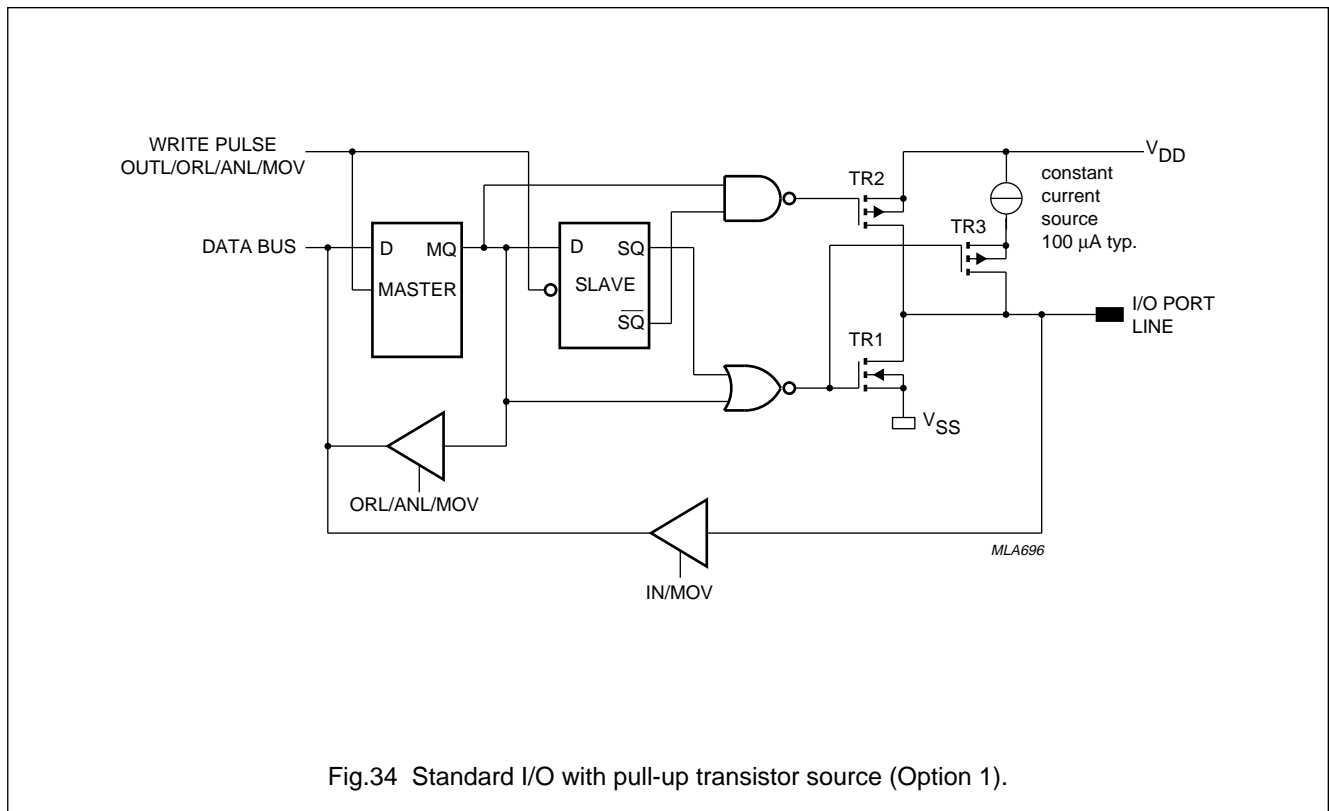 WRITE PULSE
OUTL/ORL/ANL/MOV
DATA BUS
D
MQ
MASTER
D
SQ
SLAVE
SQ
TR2
VDD
constant
current
source
100 μA typ.
TR3
I/O PORT
LINE
TR1
VSS
ORL/ANL/MOV
IN/MOV
MLA696
Fig.34 Standard I/O with pull-up transistor source (Option 1).